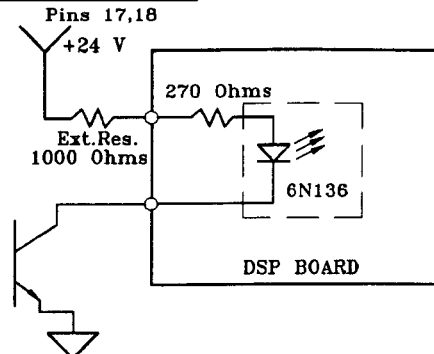 Pins 17,18
+24 V
270 Ohms
Ext.Res.
1000 Ohms
6N136
DSP BOARD